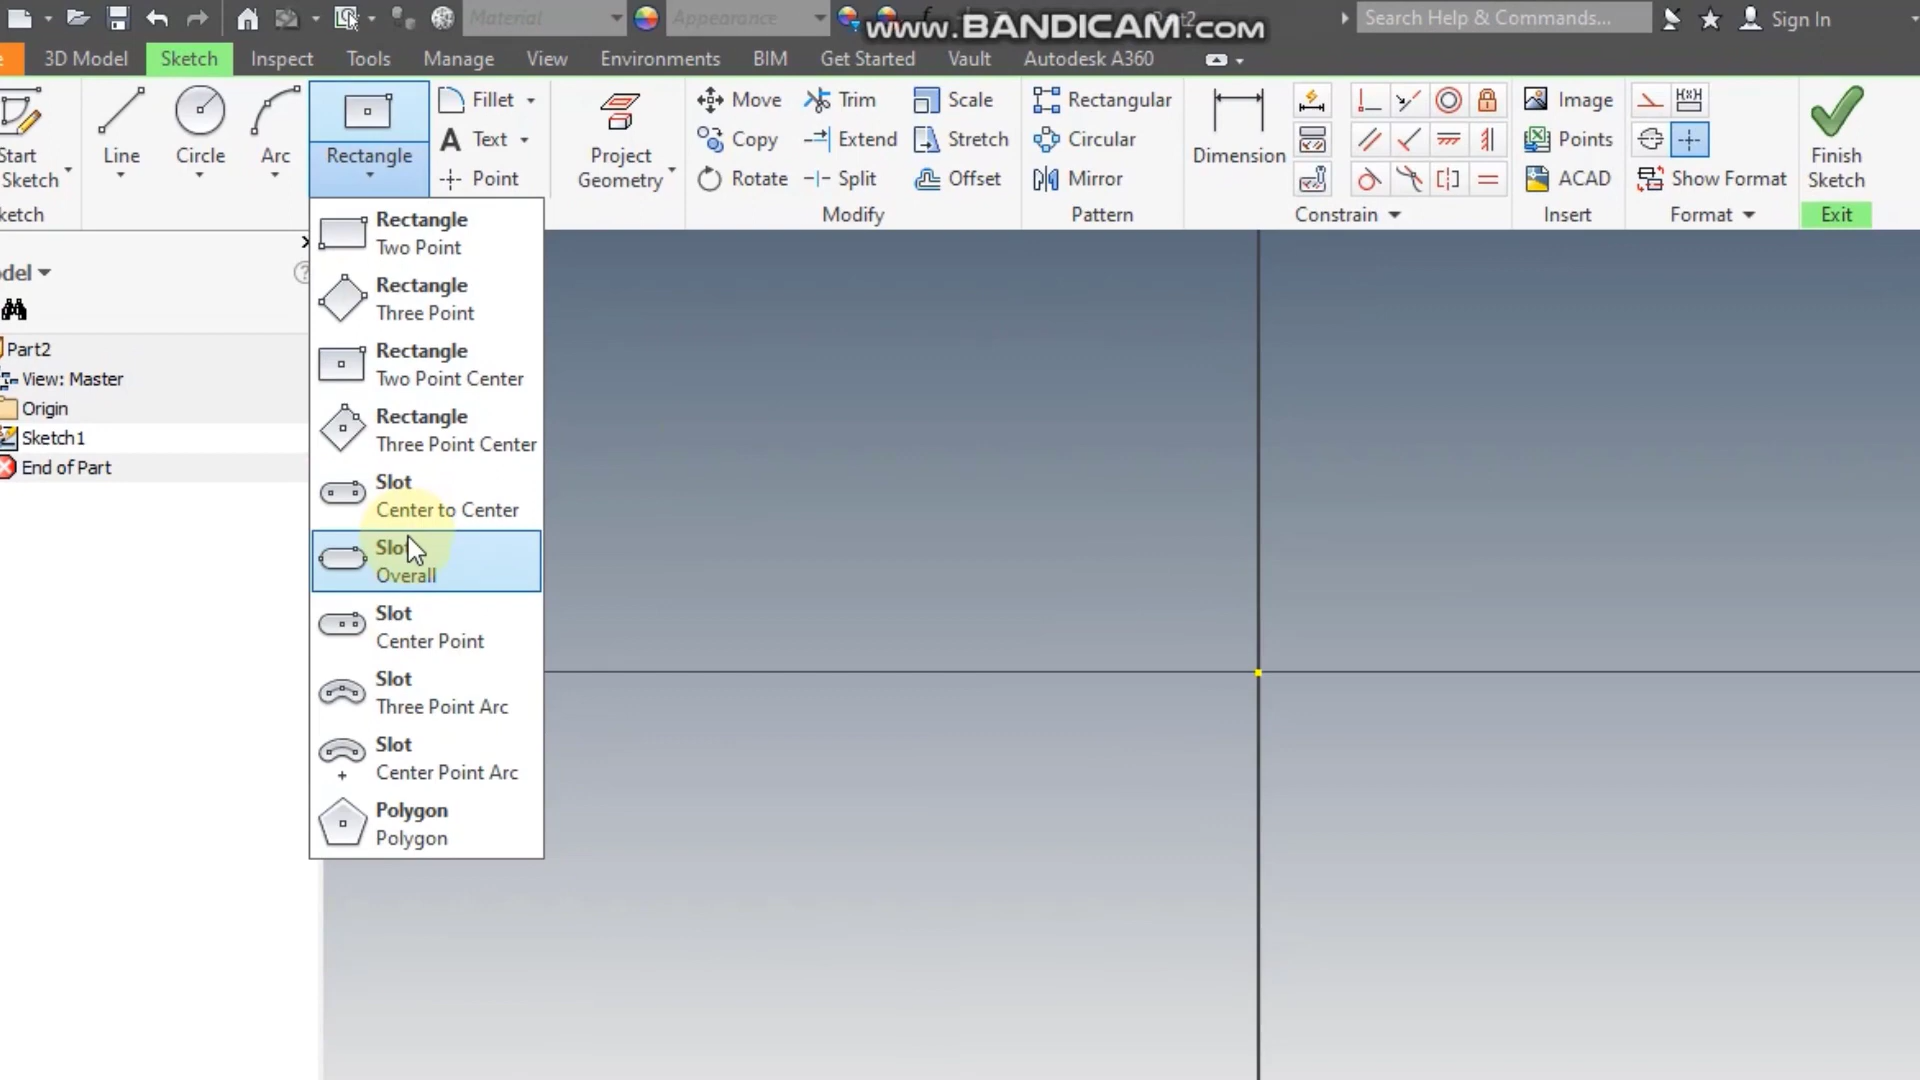 Material
Appearance
www.BANDICAM.com
Search Help & Commands...
Sign In
3D Model
Sketch
Inspect
Tools
Manage
View
Environments
BIM
Get Started
Vault
Autodesk A360
Start
Sketch
Line
Circle
Arc
Rectangle
Fillet
Text
Point
Project
Geometry
Move
Copy
Rotate
Trim
Extend
Split
Scale
Stretch
Offset
Modify
Rectangular
Circular
Mirror
Pattern
Dimension
Constrain
Image
Points
ACAD
Insert
Show Format
Format
Finish
Sketch
Exit
ketch
del
Part2
View: Master
Origin
Sketch1
End of Part
Rectangle
Two Point
Rectangle
Three Point
Rectangle
Two Point Center
Rectangle
Three Point Center
Slot
Center to Center
Slot
Overall
Slot
Center Point
Slot
Three Point Arc
Slot
Center Point Arc
Polygon
Polygon